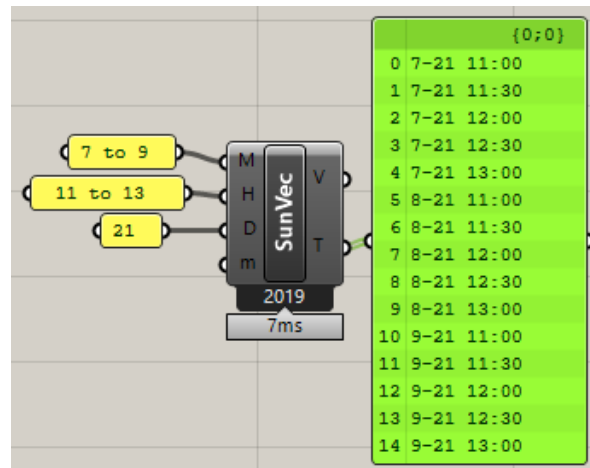 7 to 9
11 to 13
21
M
H
D
m
SunVec
V
T
2019
7ms
{0;0}
0 7-21 11:00
1 7-21 11:30
2 7-21 12:00
3 7-21 12:30
4 7-21 13:00
5 8-21 11:00
6 8-21 11:30
7 8-21 12:00
8 8-21 12:30
9 8-21 13:00
10 9-21 11:00
11 9-21 11:30
12 9-21 12:00
13 9-21 12:30
14 9-21 13:00